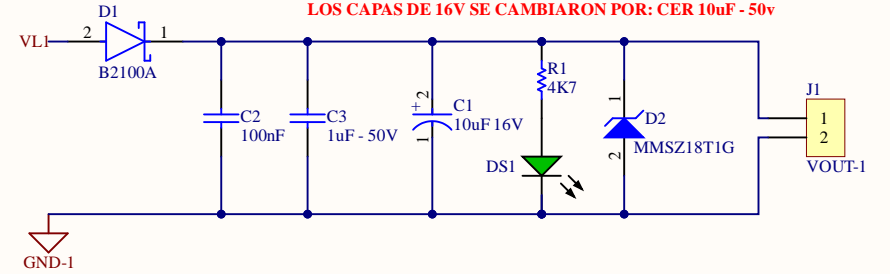 LOS CAPAS DE 16V SE CAMBIARON POR: CER 10uF - 50v
D1
VL1
2
1
B2100A
C2
100nF
C3
1uF - 50V
+
2
1
C1
10uF 16V
R1
4K7
DS1
1
2
D2
MMSZ18T1G
J1
1
2
VOUT-1
GND-1